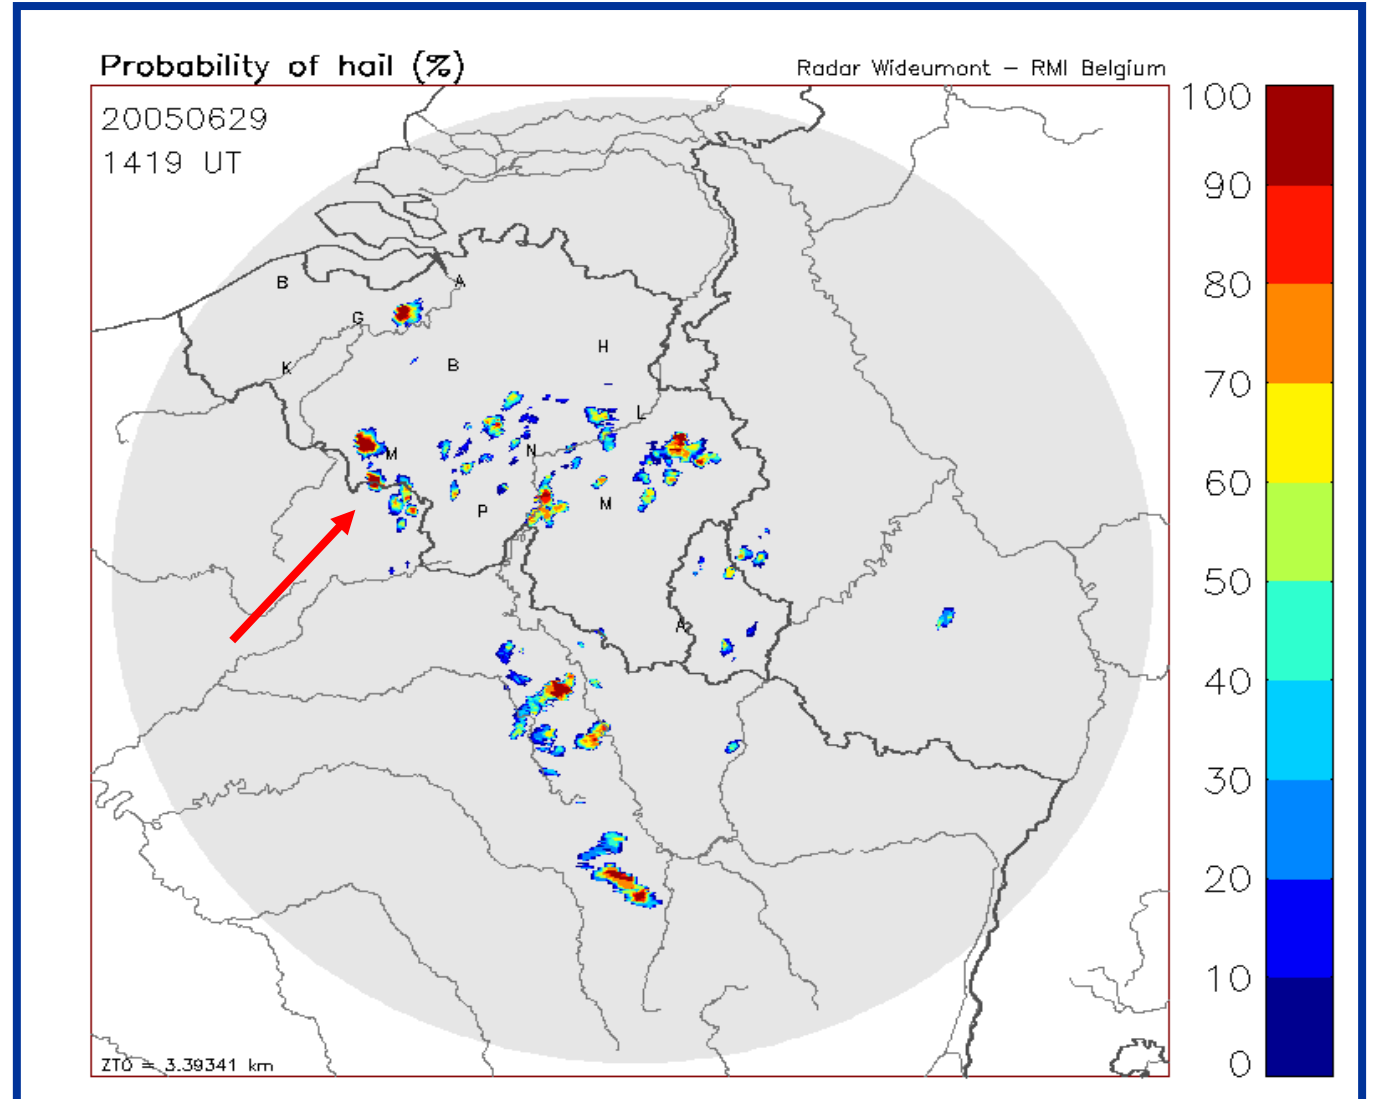 Probability of hail (%)
Radar Wideumont – RMI Belgium
20050629
1419 UT
100
90
80
70
60
50
40
30
20
10
0
B
A
G
B
H
K
L
M
N
P
M
A
ZT0 = 3.39341 km